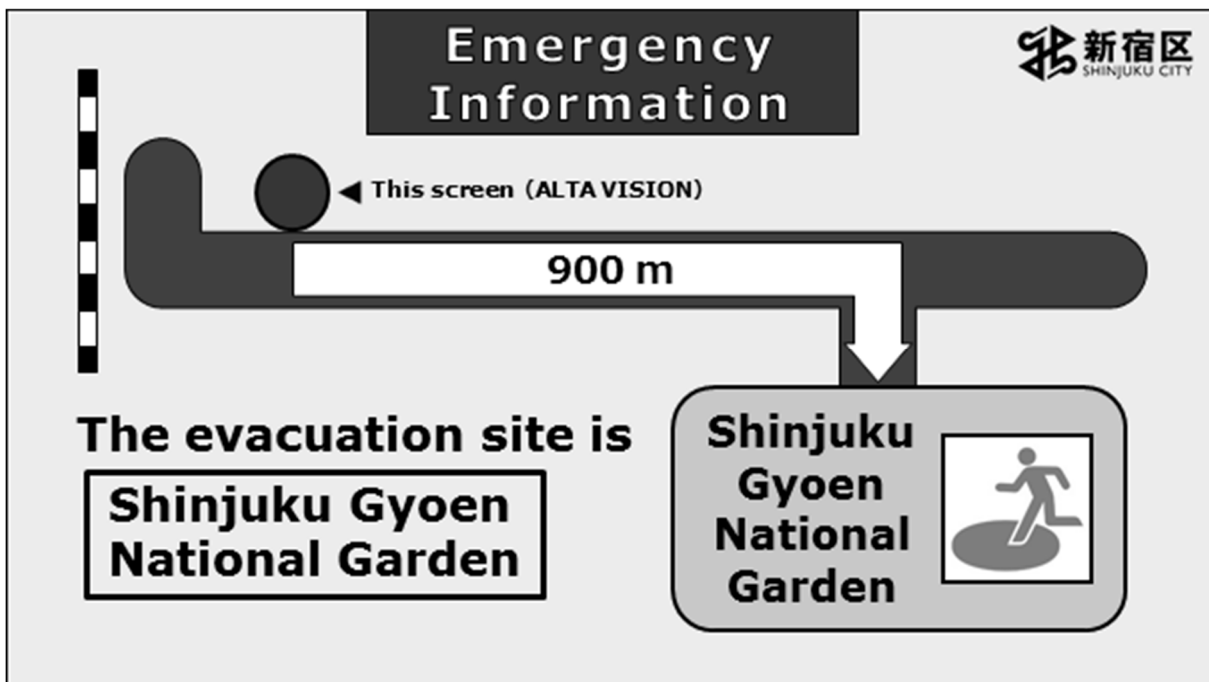 Emergency
Information
新宿区
SHINJUKU CITY
◀ This screen (ALTA VISION)
900 m
The evacuation site is
Shinjuku Gyoen
National Garden
Shinjuku
Gyoen
National
Garden